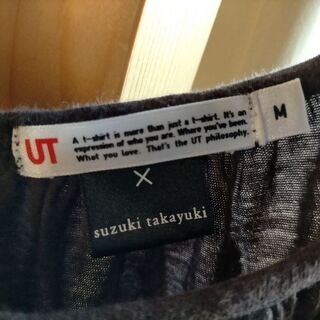 UT
A t-shirt is more than just a t-shirt. It's an
expression of who you are. Where you've been.
What you love. That's the UT philosophy.
M
×
suzuki takayuki